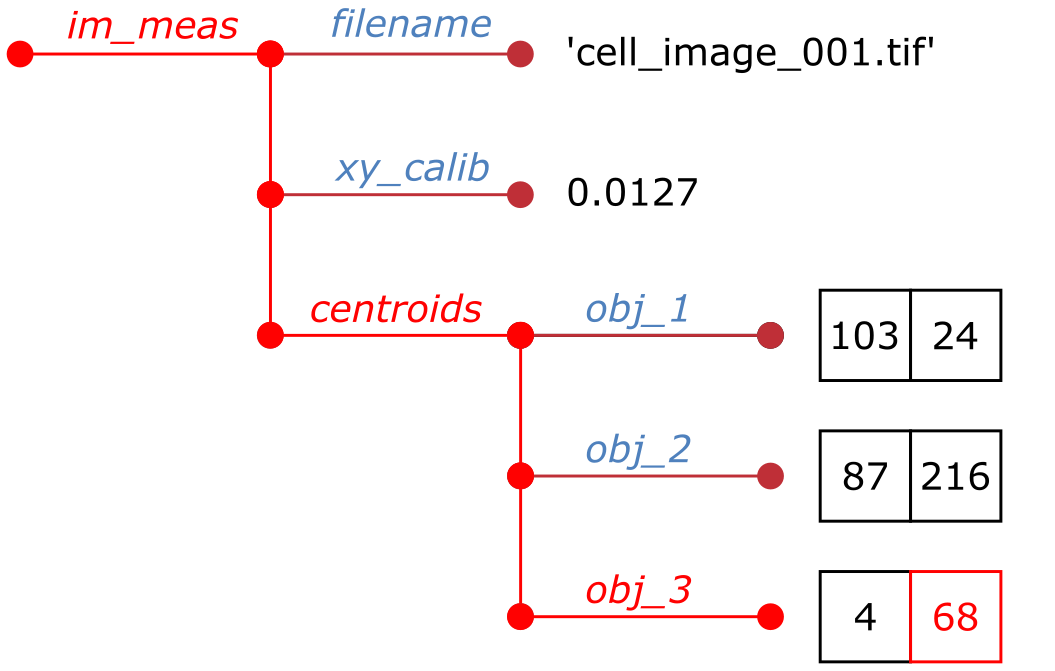 im_meas filename 'cell_image_001.tif'
xy_calib 0.0127
centroids obj_1 103 24
obj_2 87 216
obj_3 4 68